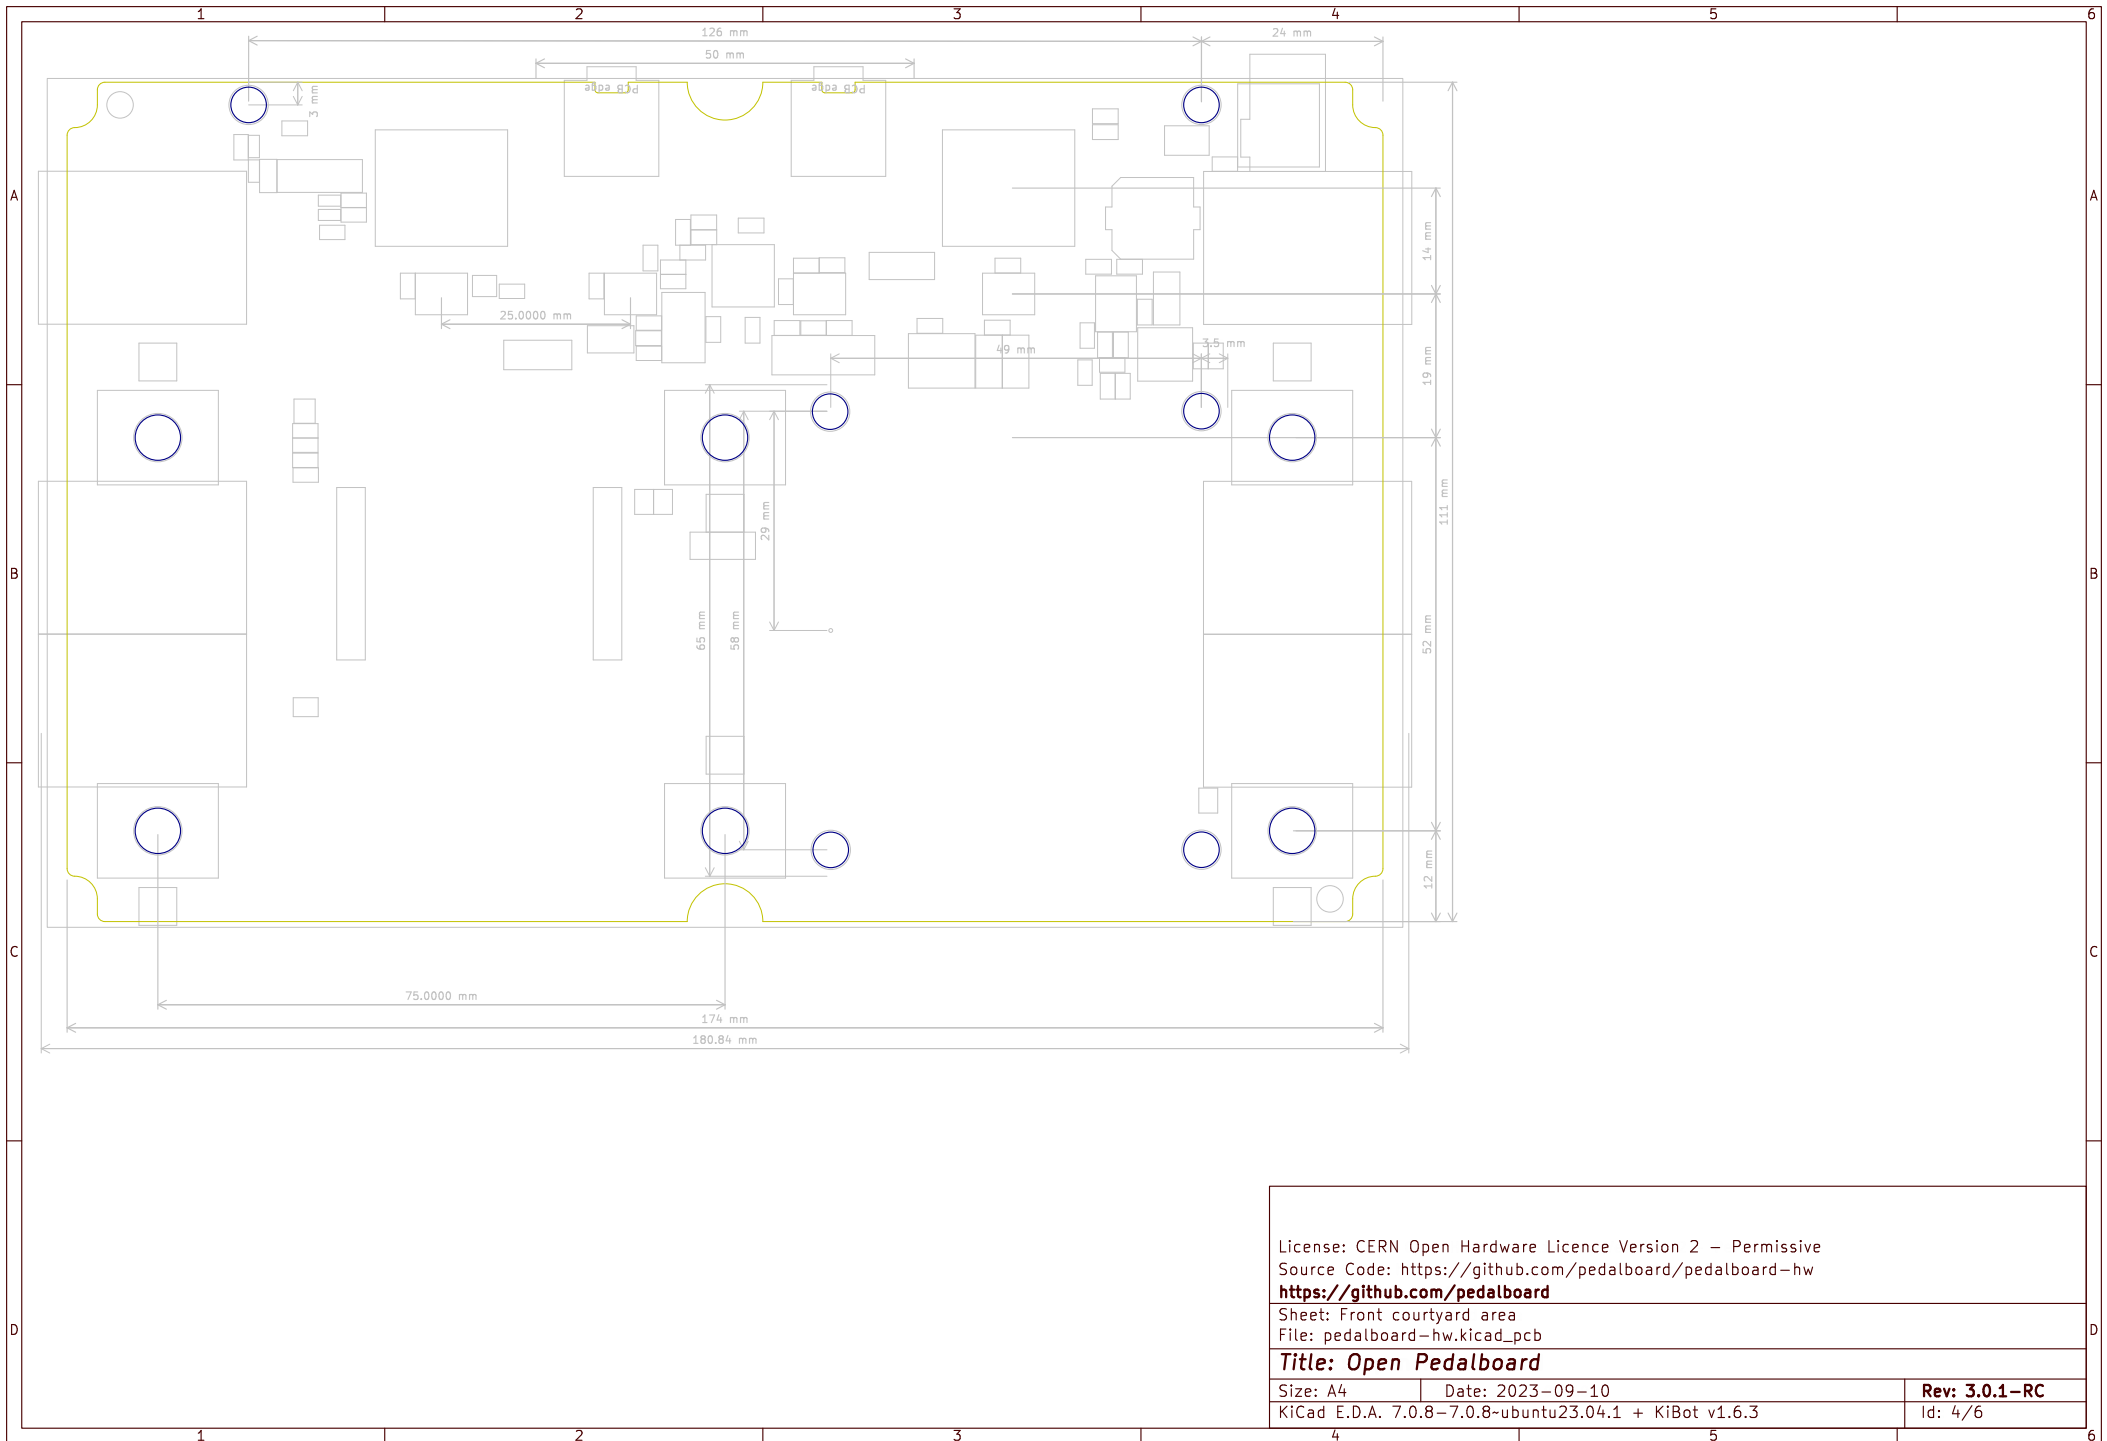 1 2 3 4 5 6
126 mm
24 mm
50 mm
PCB edge
PCB edge
3 mm
A
A
14 mm
25.0000 mm
49 mm
3.5 mm
19 mm
29 mm
111 mm
B
B
65 mm
58 mm
52 mm
12 mm
C
C
75.0000 mm
174 mm
180.84 mm
License: CERN Open Hardware Licence Version 2 - Permissive
Source Code: https://github.com/pedalboard/pedalboard-hw
https://github.com/pedalboard
Sheet: Front courtyard area
File: pedalboard-hw.kicad_pcb
D
D
Title: Open Pedalboard
Size: A4
Date: 2023-09-10
Rev: 3.0.1-RC
KiCad E.D.A. 7.0.8-7.0.8~ubuntu23.04.1 + KiBot v1.6.3
Id: 4/6
1 2 3 4 5 6